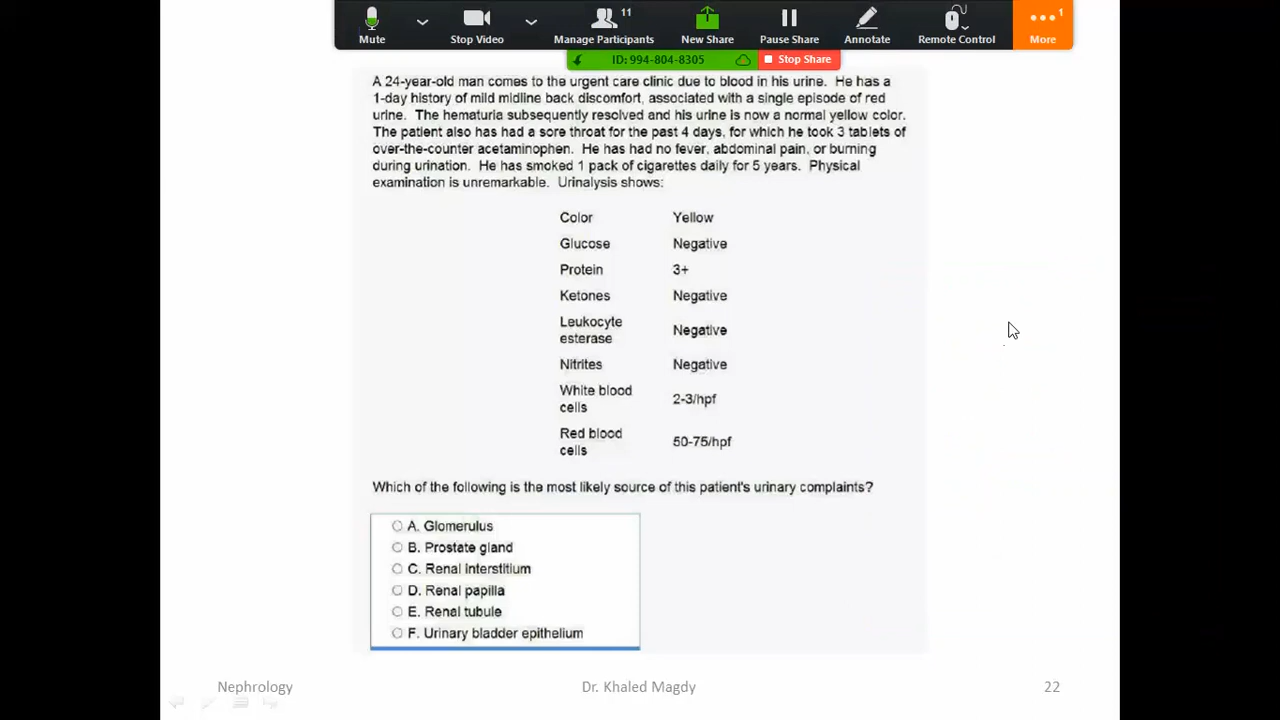 11
1
Mute
Stop Video
Manage Participants
New Share
Pause Share
Annotate
Remote Control
More
ID: 994-804-8305
Stop Share
A 24-year-old man comes to the urgent care clinic due to blood in his urine. He has a
1-day history of mild midline back discomfort, associated with a single episode of red
urine. The hematuria subsequently resolved and his urine is now a normal yellow color.
The patient also has had a sore throat for the past 4 days, for which he took 3 tablets of
over-the-counter acetaminophen. He has had no fever, abdominal pain, or burning
during urination. He has smoked 1 pack of cigarettes daily for 5 years. Physical
examination is unremarkable. Urinalysis shows:
Color Yellow
Glucose Negative
Protein 3+
Ketones Negative
Leukocyte
esterase Negative
Nitrites Negative
White blood
cells 2-3/hpf
Red blood
cells 50-75/hpf
Which of the following is the most likely source of this patient's urinary complaints?
A. Glomerulus
B. Prostate gland
C. Renal interstitium
D. Renal papilla
E. Renal tubule
F. Urinary bladder epithelium
Nephrology Dr. Khaled Magdy 22